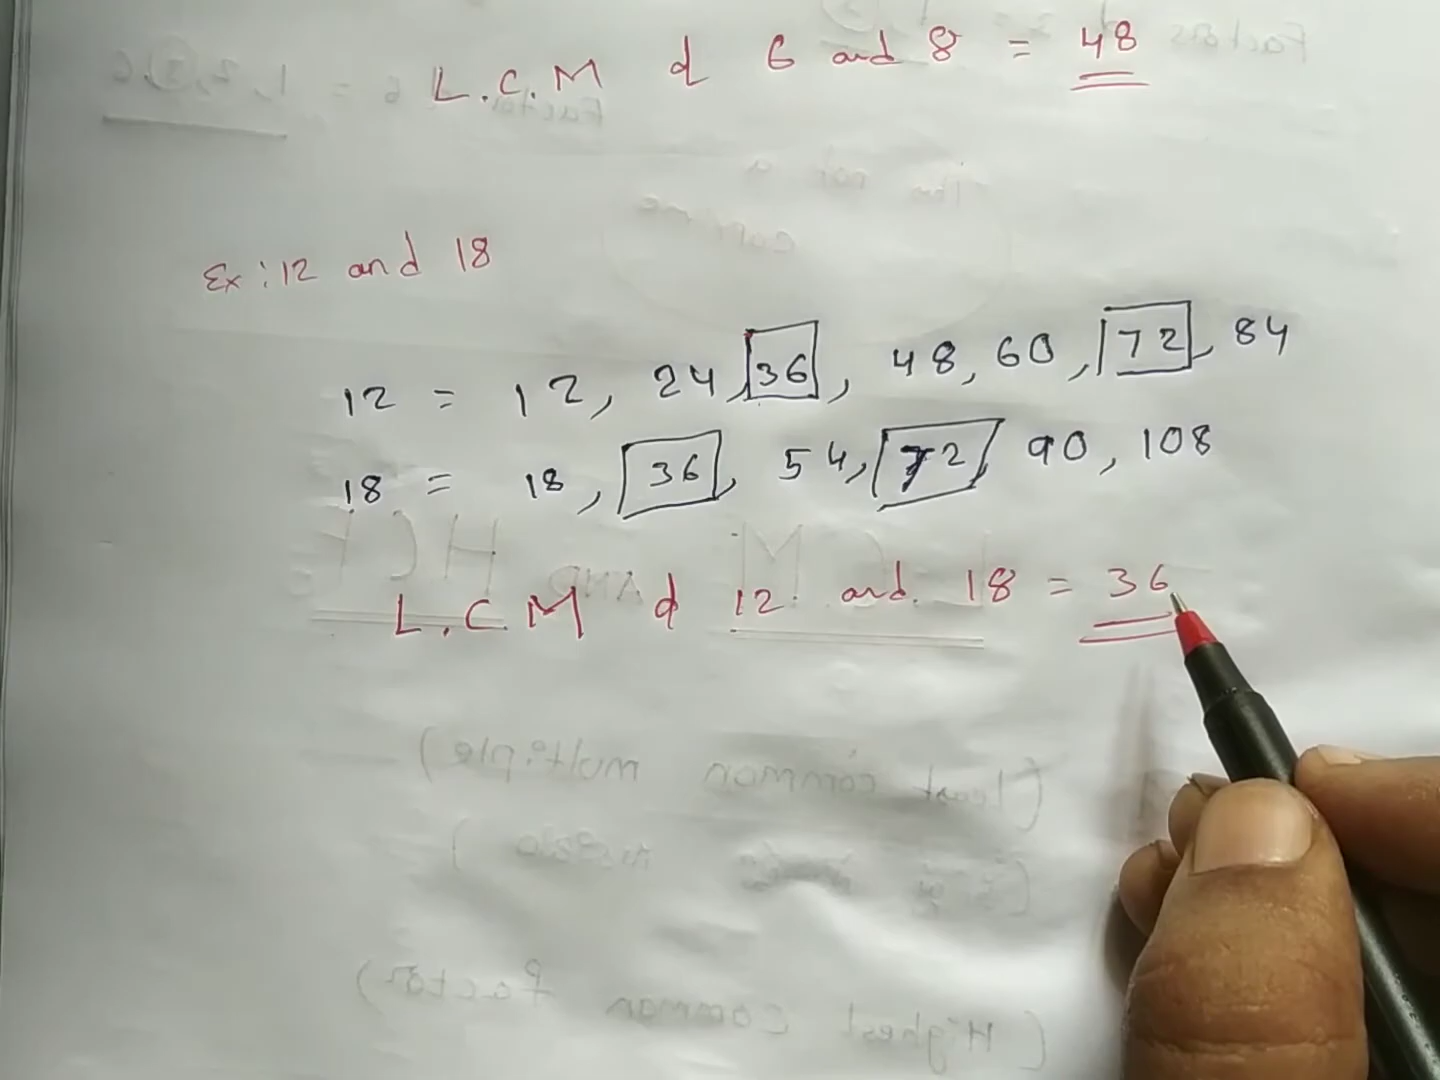 L.C.M of 6 and 8 = 48
Ex : 12 and 18
12 = 12, 24, 36, 48, 60, 72, 84
18 = 18, 36, 54, 72, 90, 108
L.C.M of 12 and 18 = 36